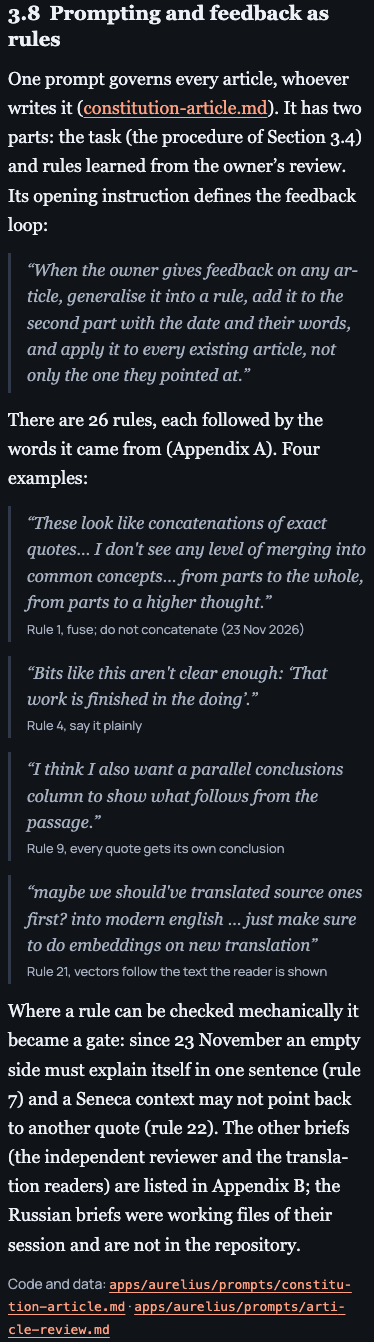 3.8 Prompting and feedback as
rules
One prompt governs every article, whoever
writes it (constitution-article.md). It has two
parts: the task (the procedure of Section 3.4)
and rules learned from the owner’s review.
Its opening instruction defines the feedback
loop:
“When the owner gives feedback on any ar-
ticle, generalise it into a rule, add it to the
second part with the date and their words,
and apply it to every existing article, not
only the one they pointed at.”
There are 26 rules, each followed by the
words it came from (Appendix A). Four
examples:
“These look like concatenations of exact
quotes... I don't see any level of merging into
common concepts... from parts to the whole,
from parts to a higher thought.”
Rule 1, fuse; do not concatenate (23 Nov 2026)
“Bits like this aren't clear enough: ‘That
work is finished in the doing’.”
Rule 4, say it plainly
“I think I also want a parallel conclusions
column to show what follows from the
passage.”
Rule 9, every quote gets its own conclusion
“maybe we should've translated source ones
first? into modern english ... just make sure
to do embeddings on new translation”
Rule 21, vectors follow the text the reader is shown
Where a rule can be checked mechanically it
became a gate: since 23 November an empty
side must explain itself in one sentence (rule
7) and a Seneca context may not point back
to another quote (rule 22). The other briefs
(the independent reviewer and the transla-
tion readers) are listed in Appendix B; the
Russian briefs were working files of their
session and are not in the repository.
Code and data: apps/aurelius/prompts/constitu-
tion-article.md · apps/aurelius/prompts/arti-
cle-review.md